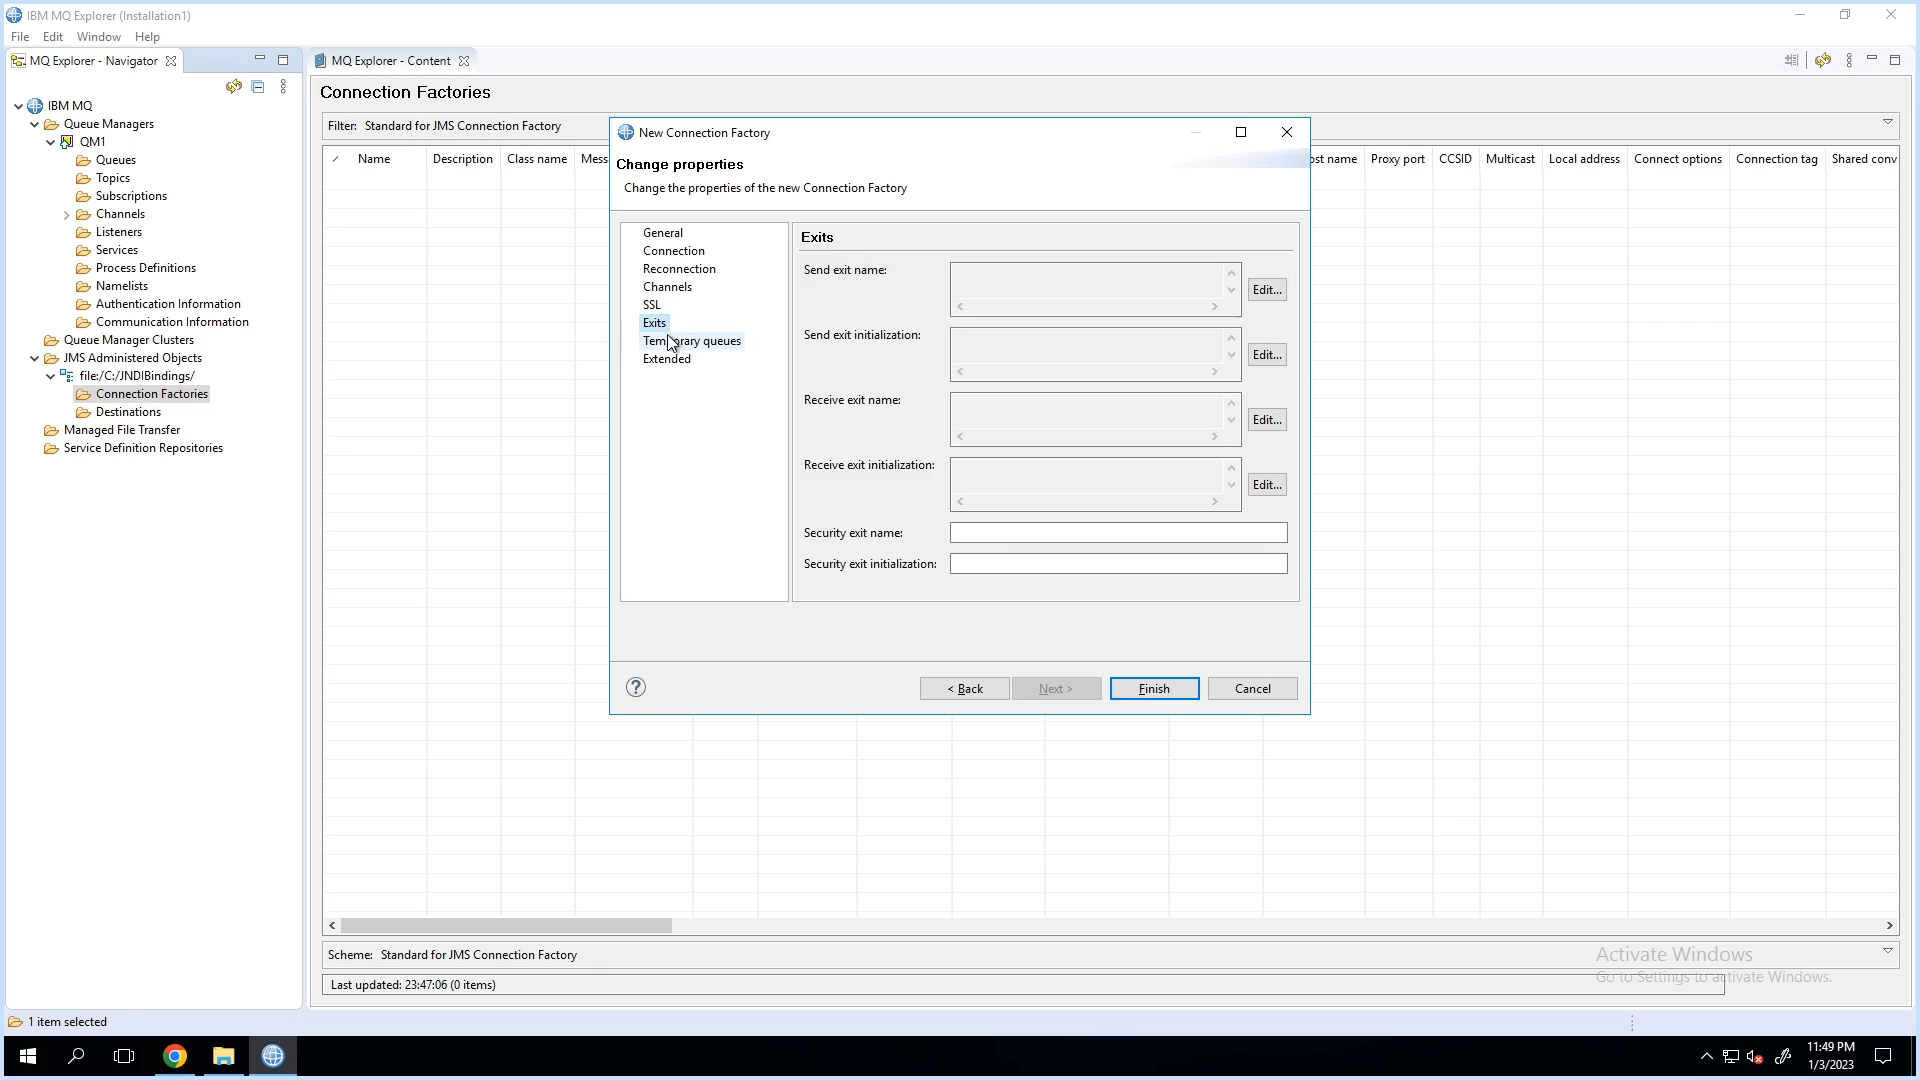 IBM MQ Explorer (Installation1)
File Edit Window Help
MQ Explorer - Navigator
MQ Explorer - Content
Connection Factories
IBM MQ
Queue Managers
QM1
Queues
Topics
Subscriptions
Channels
Listeners
Services
Process Definitions
Namelists
Authentication Information
Communication Information
Queue Manager Clusters
JMS Administered Objects
file:/C:/JNDIBindings/
Connection Factories
Destinations
Managed File Transfer
Service Definition Repositories
Filter: Standard for JMS Connection Factory
Name Description Class name Mess ost name Proxy port CCSID Multicast Local address Connect options Connection tag Shared conv
New Connection Factory
Change properties
Change the properties of the new Connection Factory
General
Connection
Reconnection
Channels
SSL
Exits
Temporary queues
Extended
Exits
Send exit name: Edit...
Send exit initialization: Edit...
Receive exit name: Edit...
Receive exit initialization: Edit...
Security exit name:
Security exit initialization:
? < Back Next > Finish Cancel
Scheme: Standard for JMS Connection Factory
Last updated: 23:47:06 (0 items)
Activate Windows
Go to Settings to activate Windows.
1 item selected
11:49 PM
1/3/2023